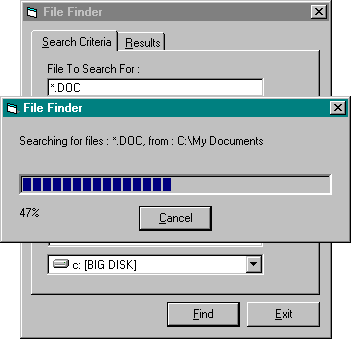 File Finder
Search Criteria Results
File To Search For :
*.DOC
File Finder
Searching for files : *.DOC, from : C:\My Documents
47%
Cancel
c: [BIG DISK]
Find Exit